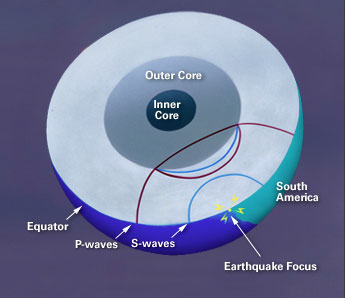 Outer Core
Inner
Core
South
America
Equator
P-waves
S-waves
Earthquake Focus